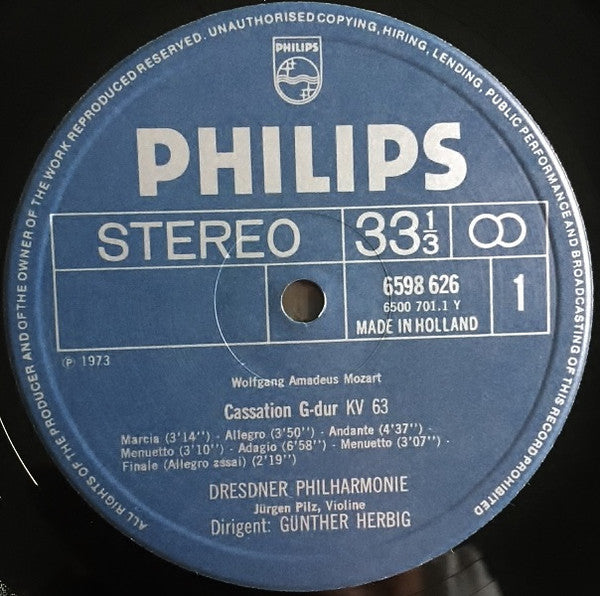 ALL RIGHTS OF THE PRODUCER AND OF THE OWNER OF THE WORK REPRODUCED RESERVED. UNAUTHORISED COPYING, HIRING, LENDING, PUBLIC PERFORMANCE AND BROADCASTING OF THIS RECORD PROHIBITED
PHILIPS
PHILIPS
STEREO
33 1/3
6598 626
6500 701.1 Y
MADE IN HOLLAND
1
℗ 1973
Wolfgang Amadeus Mozart
Cassation G-dur KV 63
Marcia (3'14'') - Allegro (3'50'') - Andante (4'37'') -
Menuetto (3'10'') - Adagio (6'58'') - Menuetto (3'07'') -
Finale (Allegro assai) (2'19'')
DRESDNER PHILHARMONIE
Jürgen Pilz, Violine
Dirigent: GÜNTHER HERBIG